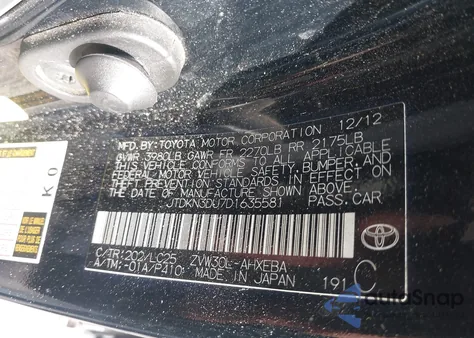 MFD. BY: TOYOTA MOTOR CORPORATION 12/12
GVWR 3980LB GAWR FR 2270LB RR 2175LB
THIS VEHICLE CONFORMS TO ALL APPLICABLE
FEDERAL MOTOR VEHICLE SAFETY, BUMPER, AND
THEFT PREVENTION STANDARDS IN EFFECT ON
THE DATE OF MANUFACTURE SHOWN ABOVE.
JTDKN3DU7D1635581 PASS.CAR
C/TR: 202/LC25 ZVW30L-AHXEBA
A/TM: -01A/P410 MADE IN JAPAN 191 C
K O
AutoSnap